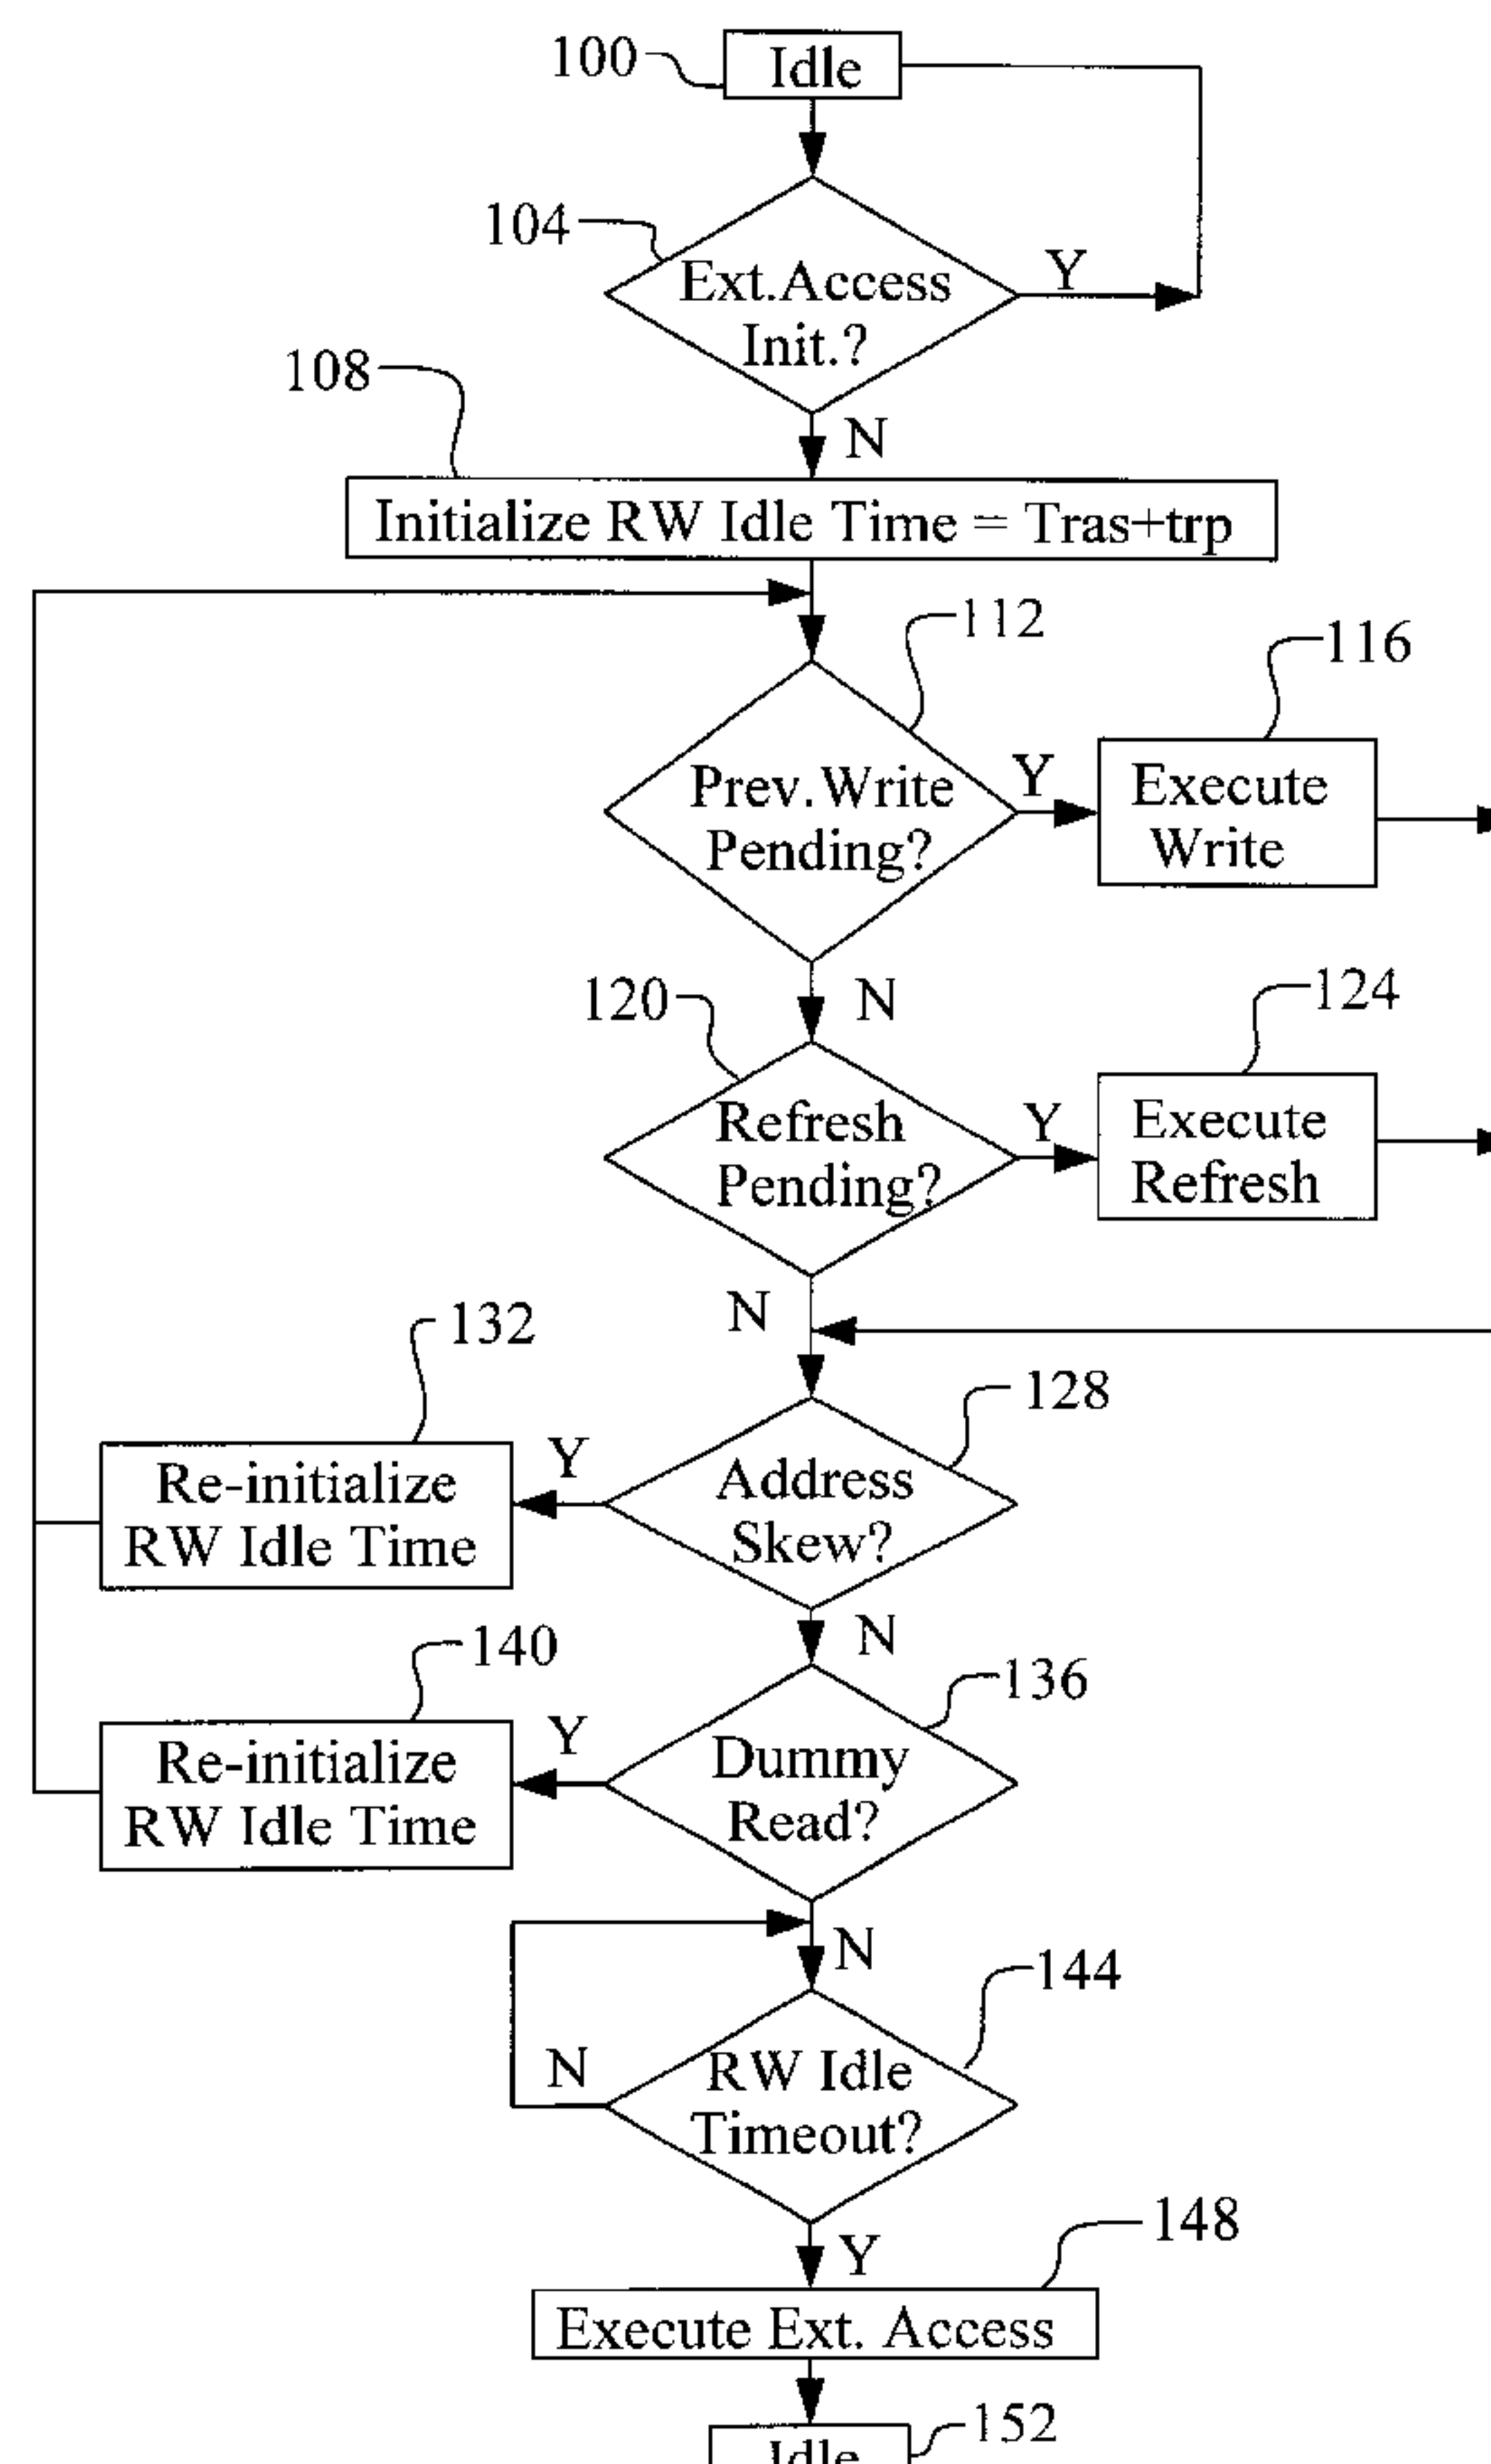 100
Idle
104
Ext.Access
Init.?
Y
N
108
Initialize RW Idle Time = Tras+trp
112
116
Prev.Write
Pending?
Y
Execute
Write
N
120
124
Refresh
Pending?
Y
Execute
Refresh
N
132
128
Re-initialize
RW Idle Time
Y
Address
Skew?
N
140
136
Re-initialize
RW Idle Time
Y
Dummy
Read?
N
144
N
RW Idle
Timeout?
Y
148
Execute Ext. Access
152
Idle